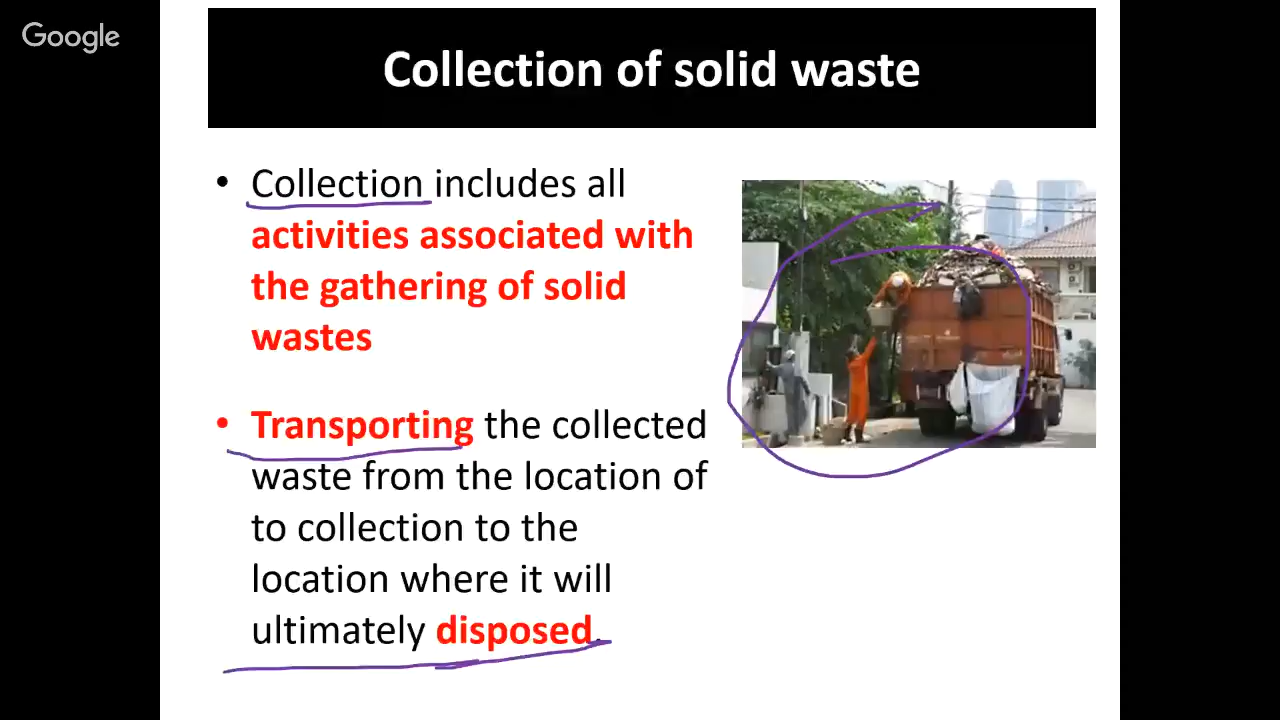 Google
Collection of solid waste
• Collection includes all
activities associated with
the gathering of solid
wastes
• Transporting the collected
waste from the location of
to collection to the
location where it will
ultimately disposed.